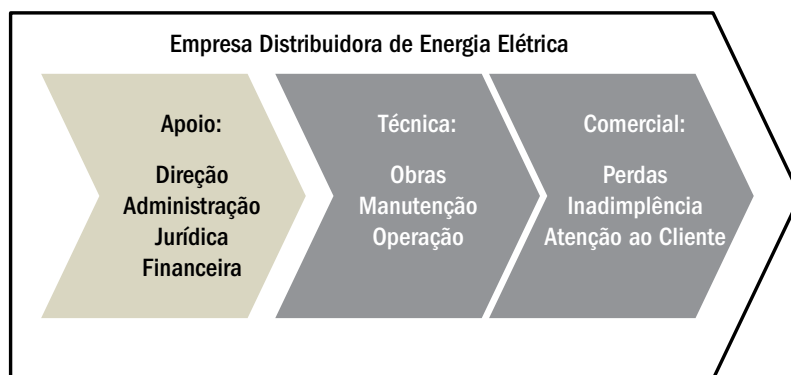 Empresa Distribuidora de Energia Elétrica
Apoio:
Direção
Administração
Jurídica
Financeira
Técnica:
Obras
Manutenção
Operação
Comercial:
Perdas
Inadimplência
Atenção ao Cliente